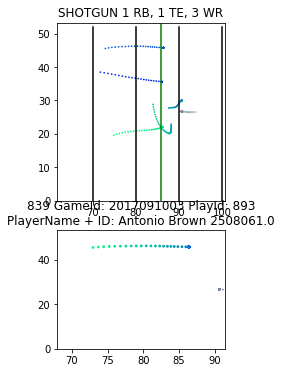 SHOTGUN 1 RB, 1 TE, 3 WR
50
40
30
20
10
0
70 80 90 100
839 GameId: 2017091003 PlayId: 893
PlayerName + ID: Antonio Brown 2508061.0
40
20
0
70 75 80 85 90